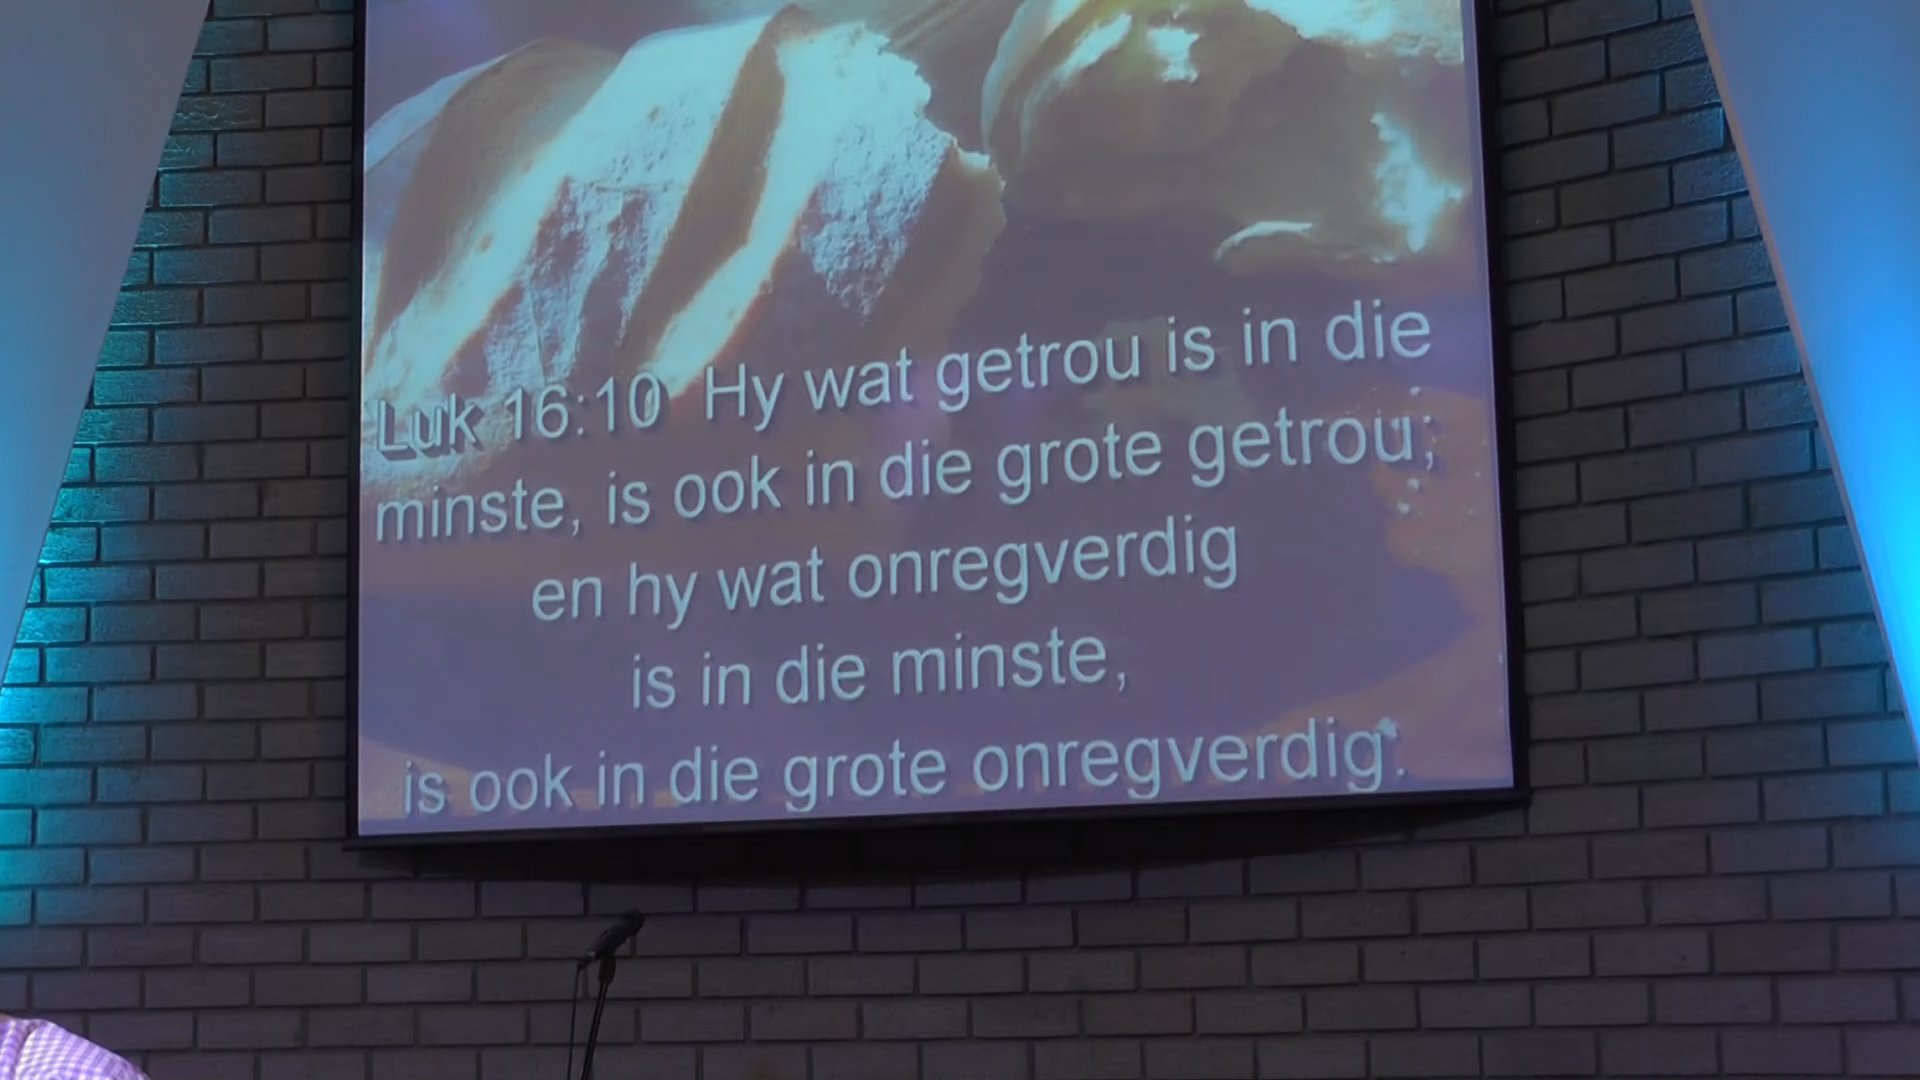 Luk 16:10 Hy wat getrou is in die
minste, is ook in die grote getrou;
en hy wat onregverdig
is in die minste,
is ook in die grote onregverdig.